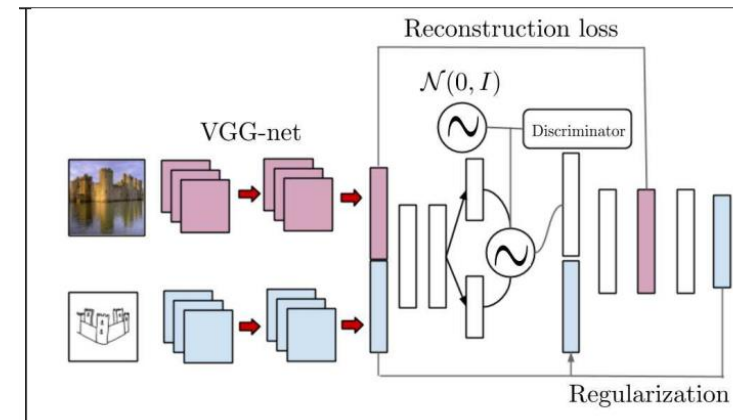 Reconstruction loss
𝒩(0, I)
VGG-net
Discriminator
Regularization